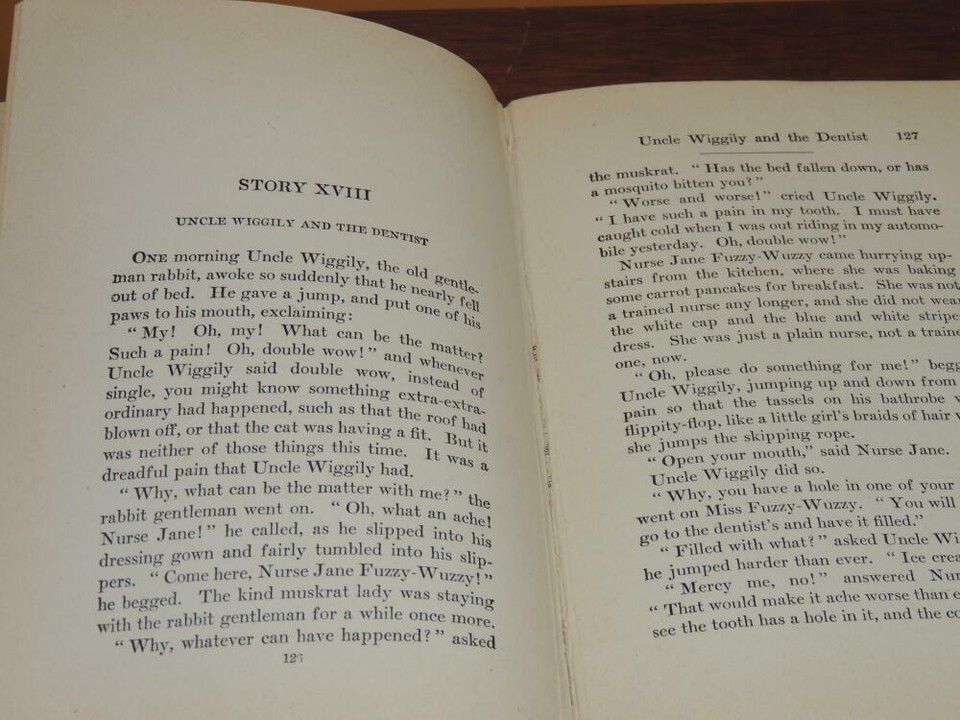 STORY XVIII
UNCLE WIGGILY AND THE DENTIST
ONE morning Uncle Wiggily, the old gentle-
man rabbit, awoke so suddenly that he nearly fell
out of bed. He gave a jump, and put one of his
paws to his mouth, exclaiming:
"My! Oh, my! What can be the matter?
Such a pain! Oh, double wow!" and whenever
Uncle Wiggily said double wow, instead of
single, you might know something extra-extra-
ordinary had happened, such as that the roof had
blown off, or that the cat was having a fit. But it
was neither of those things this time. It was a
dreadful pain that Uncle Wiggily had.
"Why, what can be the matter with me?" the
rabbit gentleman went on. "Oh, what an ache!
Nurse Jane!" he called, as he slipped into his
dressing gown and fairly tumbled into his slip-
pers. "Come here, Nurse Jane Fuzzy-Wuzzy!"
he begged. The kind muskrat lady was staying
with the rabbit gentleman for a while once more.
"Why, whatever can have happened?" asked
126
Uncle Wiggily and the Dentist 127
the muskrat. "Has the bed fallen down, or has
a mosquito bitten you?"
"Worse and worse!" cried Uncle Wiggily.
"I have such a pain in my tooth. I must have
caught cold when I was out riding in my automo-
bile yesterday. Oh, double wow!"
Nurse Jane Fuzzy-Wuzzy came hurrying up-
stairs from the kitchen, where she was baking
some carrot pancakes for breakfast. She was not
a trained nurse any longer, and she did not wear
the white cap and the blue and white stripe
dress. She was just a plain nurse, not a traine
one, now.
"Oh, please do something for me!" begg
Uncle Wiggily, jumping up and down from
pain so that the tassels on his bathrobe w
flippity-flop, like a little girl's braids of hair w
she jumps the skipping rope.
"Open your mouth," said Nurse Jane.
Uncle Wiggily did so.
"Why, you have a hole in one of your
went on Miss Fuzzy-Wuzzy. "You will
go to the dentist's and have it filled."
"Filled with what?" asked Uncle Wig
he jumped harder than ever. "Ice crea
"Mercy me, no!" answered Nur
"That would make it ache worse than e
see the tooth has a hole in it, and the co